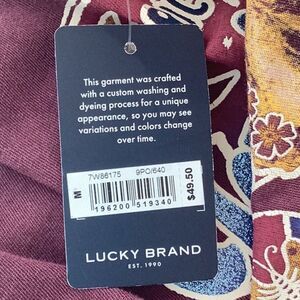 This garment was crafted
with a custom washing and
dyeing process for a unique
appearance, so you may see
variations and colors change
over time.
7W86175 9PO/640
M
196200 519340
$49.50
LUCKY BRAND
EST. 1990